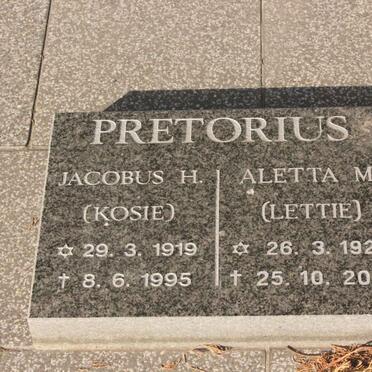 PRETORIUS
JACOBUS H.
(KOSIE)
✡ 29. 3. 1919
† 8. 6. 1995
ALETTA M
(LETTIE)
✡ 26. 3. 192
† 25. 10. 20